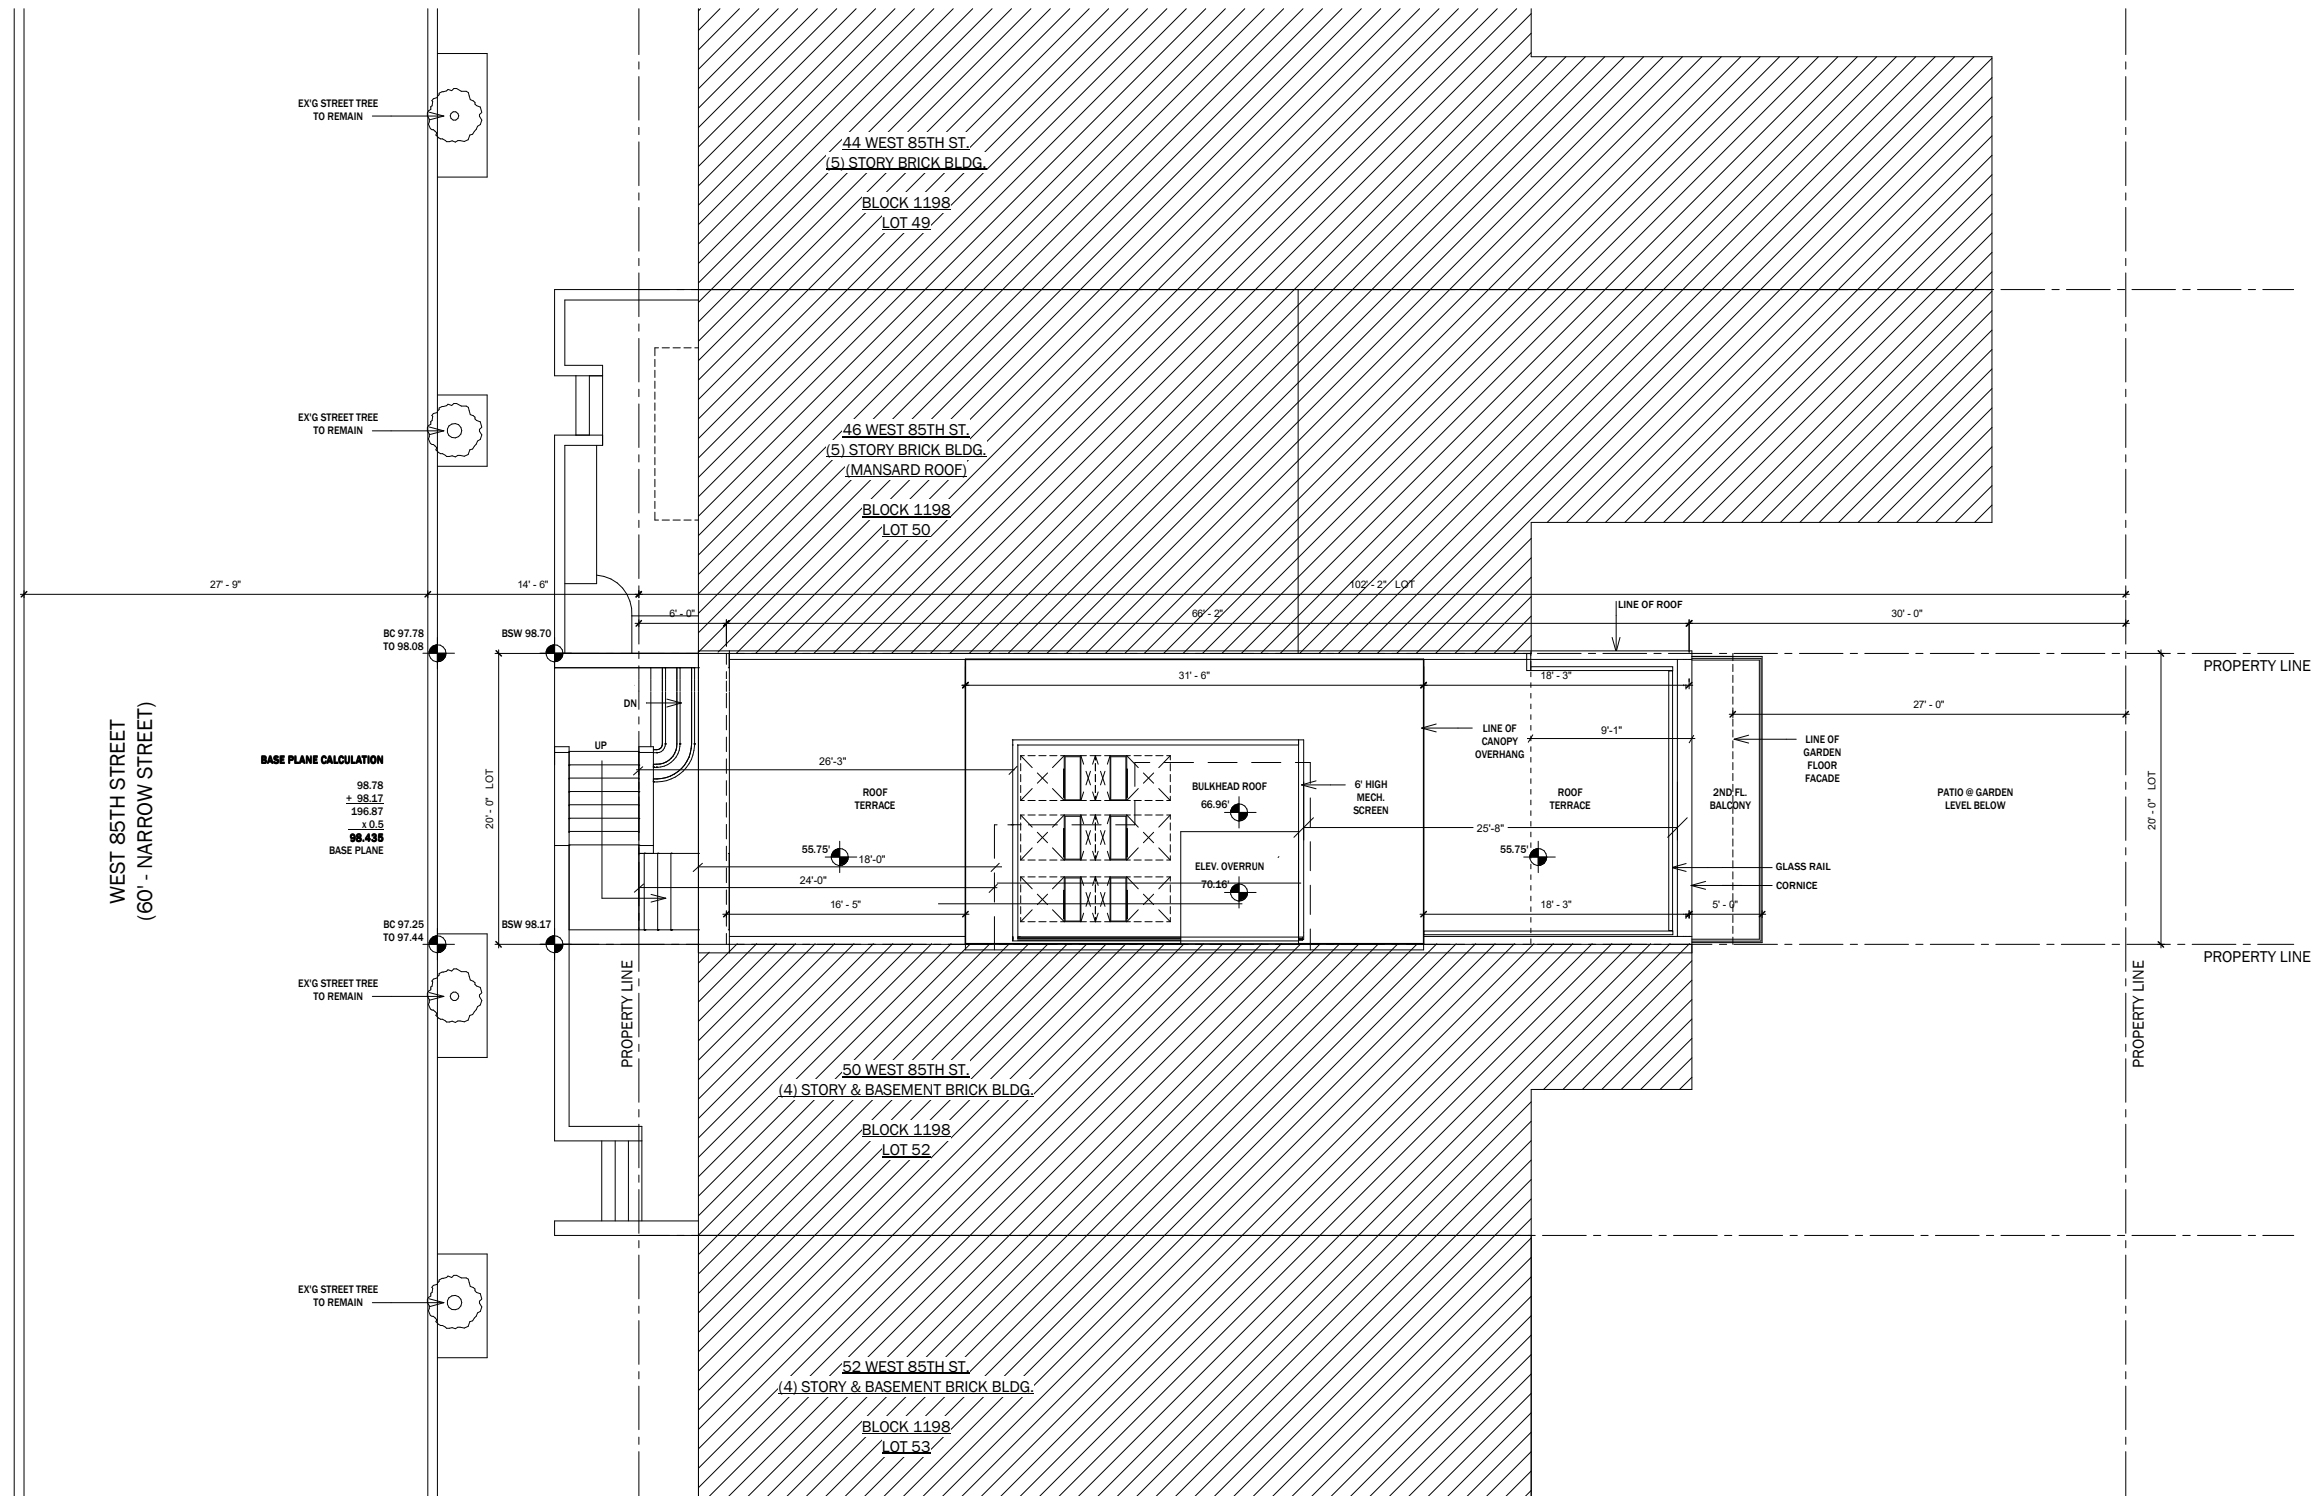 EX'G STREET TREE
TO REMAIN
44 WEST 85TH ST.
(5) STORY BRICK BLDG.
BLOCK 1198
LOT 49
EX'G STREET TREE
TO REMAIN
46 WEST 85TH ST.
(5) STORY BRICK BLDG.
(MANSARD ROOF)
BLOCK 1198
LOT 50
27' - 9"
14' - 6"
102' - 2" LOT
6' - 0"
66' - 2"
LINE OF ROOF
30' - 0"
BC 97.78
TO 98.08
BSW 98.70
PROPERTY LINE
31' - 6"
18' - 3"
DN
27' - 0"
UP
LINE OF
CANOPY
OVERHANG
9'-1"
LINE OF
GARDEN
FLOOR
FACADE
WEST 85TH STREET
(60' - NARROW STREET)
BASE PLANE CALCULATION
98.78
+ 98.17
196.87
x 0.5
98.435
BASE PLANE
20' - 0" LOT
26'-3"
ROOF
TERRACE
BULKHEAD ROOF
66.96'
6' HIGH
MECH.
SCREEN
ROOF
TERRACE
2ND FL.
BALCONY
PATIO @ GARDEN
LEVEL BELOW
20' - 0" LOT
25'-8"
55.75'
18'-0"
55.75'
ELEV. OVERRUN
70.16'
GLASS RAIL
CORNICE
24'-0"
16' - 5"
18' - 3"
5' - 0"
BC 97.25
TO 97.44
BSW 98.17
PROPERTY LINE
PROPERTY LINE
PROPERTY LINE
EX'G STREET TREE
TO REMAIN
50 WEST 85TH ST.
(4) STORY & BASEMENT BRICK BLDG.
BLOCK 1198
LOT 52
EX'G STREET TREE
TO REMAIN
52 WEST 85TH ST.
(4) STORY & BASEMENT BRICK BLDG.
BLOCK 1198
LOT 53